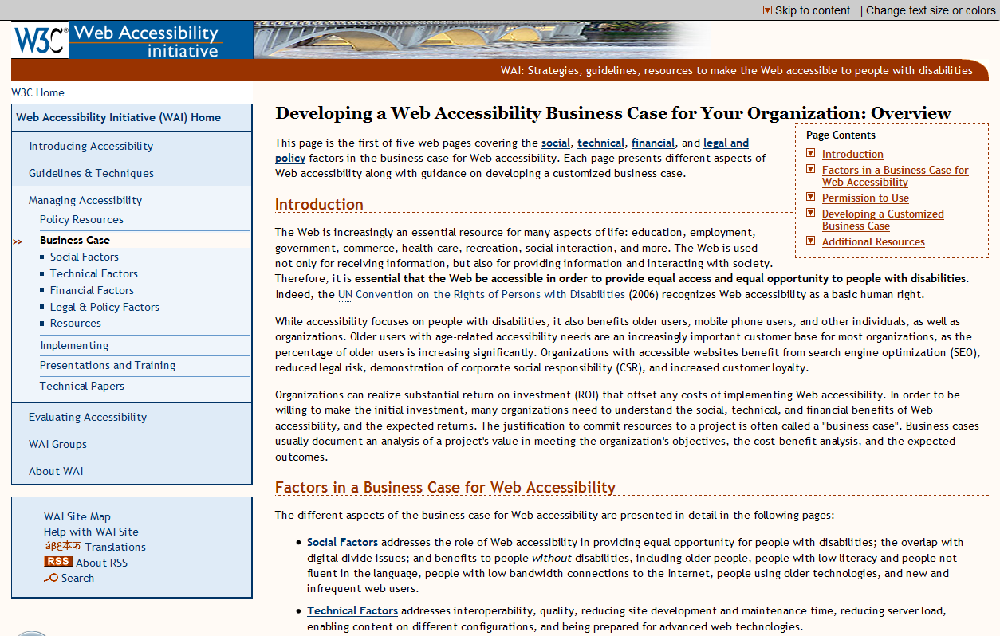 Skip to content | Change text size or colors
W3C® Web Accessibility
initiative
WAI: Strategies, guidelines, resources to make the Web accessible to people with disabilities
W3C Home
Web Accessibility Initiative (WAI) Home
Introducing Accessibility
Guidelines & Techniques
Managing Accessibility
Policy Resources
>> Business Case
Social Factors
Technical Factors
Financial Factors
Legal & Policy Factors
Resources
Implementing
Presentations and Training
Technical Papers
Evaluating Accessibility
WAI Groups
About WAI
WAI Site Map
Help with WAI Site
Translations
RSS About RSS
Search
Developing a Web Accessibility Business Case for Your Organization: Overview
This page is the first of five web pages covering the social, technical, financial, and legal and
policy factors in the business case for Web accessibility. Each page presents different aspects of
Web accessibility along with guidance on developing a customized business case.
Page Contents
Introduction
Factors in a Business Case for
Web Accessibility
Permission to Use
Developing a Customized
Business Case
Additional Resources
Introduction
The Web is increasingly an essential resource for many aspects of life: education, employment,
government, commerce, health care, recreation, social interaction, and more. The Web is used
not only for receiving information, but also for providing information and interacting with society.
Therefore, it is essential that the Web be accessible in order to provide equal access and equal opportunity to people with disabilities.
Indeed, the UN Convention on the Rights of Persons with Disabilities (2006) recognizes Web accessibility as a basic human right.
While accessibility focuses on people with disabilities, it also benefits older users, mobile phone users, and other individuals, as well as
organizations. Older users with age-related accessibility needs are an increasingly important customer base for most organizations, as the
percentage of older users is increasing significantly. Organizations with accessible websites benefit from search engine optimization (SEO),
reduced legal risk, demonstration of corporate social responsibility (CSR), and increased customer loyalty.
Organizations can realize substantial return on investment (ROI) that offset any costs of implementing Web accessibility. In order to be
willing to make the initial investment, many organizations need to understand the social, technical, and financial benefits of Web
accessibility, and the expected returns. The justification to commit resources to a project is often called a "business case". Business cases
usually document an analysis of a project's value in meeting the organization's objectives, the cost-benefit analysis, and the expected
outcomes.
Factors in a Business Case for Web Accessibility
The different aspects of the business case for Web accessibility are presented in detail in the following pages:
• Social Factors addresses the role of Web accessibility in providing equal opportunity for people with disabilities; the overlap with
digital divide issues; and benefits to people without disabilities, including older people, people with low literacy and people not
fluent in the language, people with low bandwidth connections to the Internet, people using older technologies, and new and
infrequent web users.
• Technical Factors addresses interoperability, quality, reducing site development and maintenance time, reducing server load,
enabling content on different configurations, and being prepared for advanced web technologies.